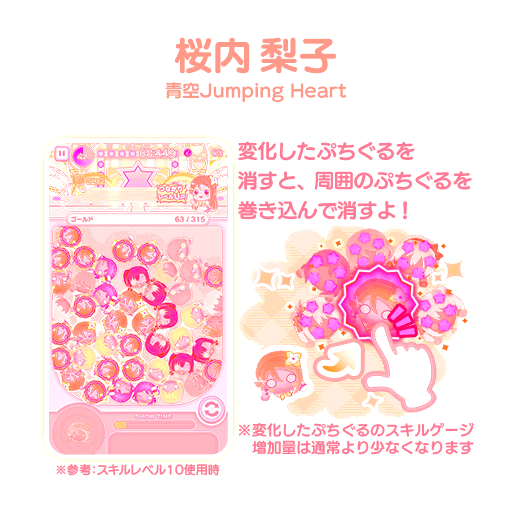 桜内 梨子
青空Jumping Heart
変化したぷちぐるを
消すと、周囲のぷちぐるを
巻き込んで消すよ！
ゴールド
63 / 315
SHOW TIME
※変化したぷちぐるのスキルゲージ
増加量は通常より少なくなります
※参考：スキルレベル10使用時